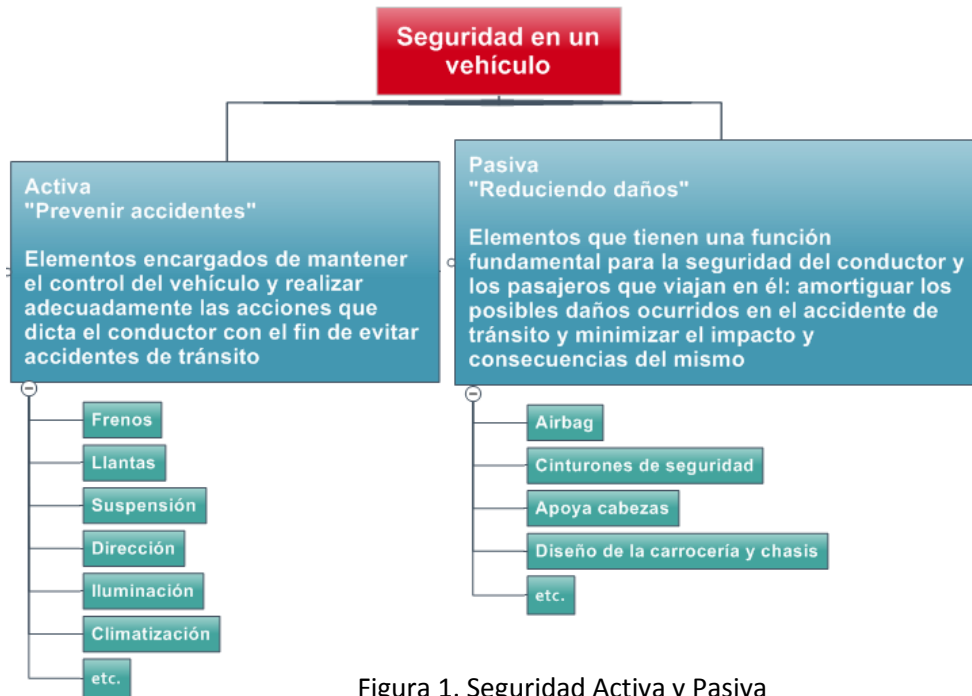 Seguridad en un
vehículo
Activa
"Prevenir accidentes"
Elementos encargados de mantener
el control del vehículo y realizar
adecuadamente las acciones que
dicta el conductor con el fin de evitar
accidentes de tránsito
Frenos
Llantas
Suspensión
Dirección
Iluminación
Climatización
etc.
Pasiva
"Reduciendo daños"
Elementos que tienen una función
fundamental para la seguridad del conductor y
los pasajeros que viajan en él: amortiguar los
posibles daños ocurridos en el accidente de
tránsito y minimizar el impacto y
consecuencias del mismo
Airbag
Cinturones de seguridad
Apoya cabezas
Diseño de la carrocería y chasis
etc.
Figura 1. Seguridad Activa y Pasiva